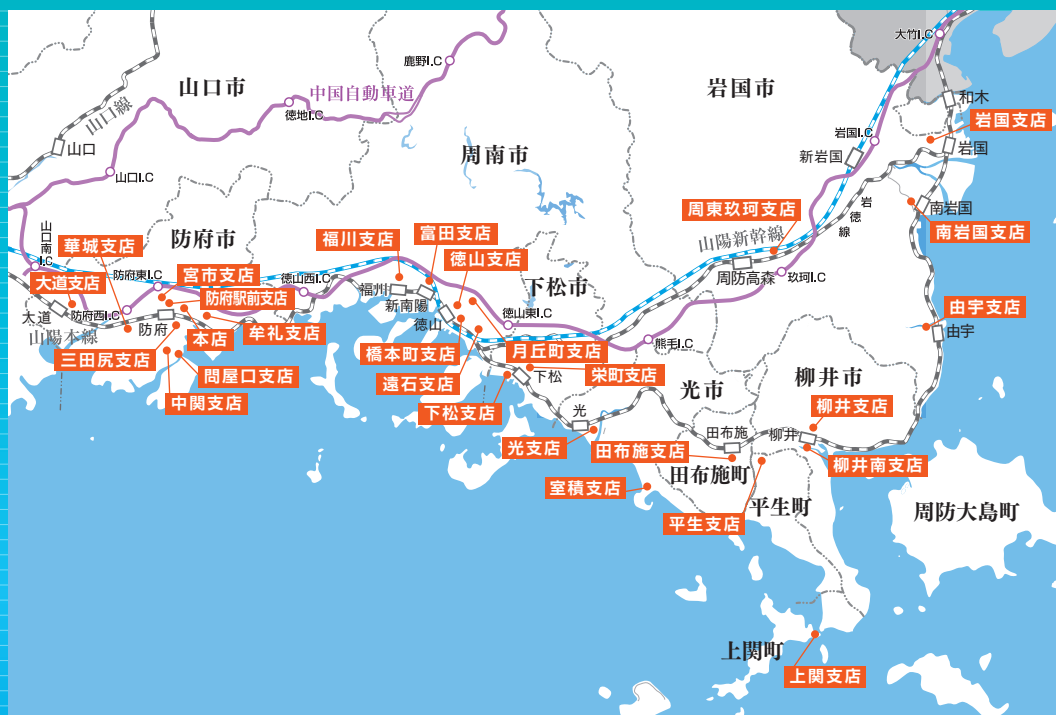 大竹I.C
鹿野I.C
山口市
中国自動車道
岩国市
和木
山口線
徳地I.C
岩国支店
岩国I.C
山口
周南市
新岩国
岩国
山口I.C
岩徳線
南岩国
周東玖珂支店
南岩国支店
山口南I.C
華城支店
防府市
福川支店
富田支店
山陽新幹線
徳山支店
防府東I.C
宮市支店
徳山西I.C
下松市
周防高森
玖珂I.C
大道支店
防府駅前支店
福川
新南陽
由宇支店
大道
防府西I.C
防府
本店
牟礼支店
徳山
徳山東I.C
由宇
山陽本線
三田尻支店
橋本町支店
月丘町支店
熊毛I.C
問屋口支店
遠石支店
下松
栄町支店
光市
柳井市
中関支店
下松支店
光
柳井支店
田布施
柳井
光支店
田布施支店
柳井南支店
田布施町
室積支店
平生町
周防大島町
平生支店
上関町
上関支店